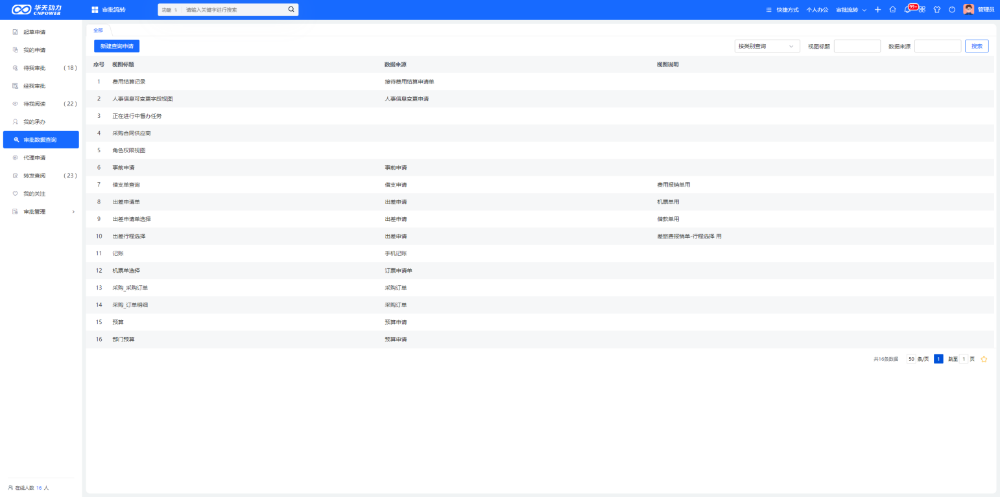 华天动力 CNPOWER 审批流转 功能 请输入关键字进行搜索 快捷方式 个人办公 审批流转 99+ 管理员
起草申请
我的申请
待我审批 ( 18 )
经我审批
待我阅读 ( 22 )
我的承办
审批数据查询
代理申请
转发查阅 ( 23 )
我的关注
审批管理
在线人数 16 人
全部
新建查询申请 按类别查询 视图标题 数据来源 搜索
序号 视图标题 数据来源 视图说明
1 费用结算记录 接待费用结算申请单
2 人事信息可变更字段视图 人事信息变更申请
3 正在进行中督办任务
4 采购合同供应商
5 角色权限视图
6 事前申请 事前申请
7 借支单查询 借支申请 费用报销单用
8 出差申请单 出差申请 机票单用
9 出差申请单选择 出差申请 借款单用
10 出差行程选择 出差申请 差旅费报销单-行程选择 用
11 记账 手机记账
12 机票单选择 订票申请单
13 采购_采购订单 采购订单
14 采购_订单明细 采购订单
15 预算 预算申请
16 部门预算 预算申请
共16条数据 50 条/页 1 跳至 1 页